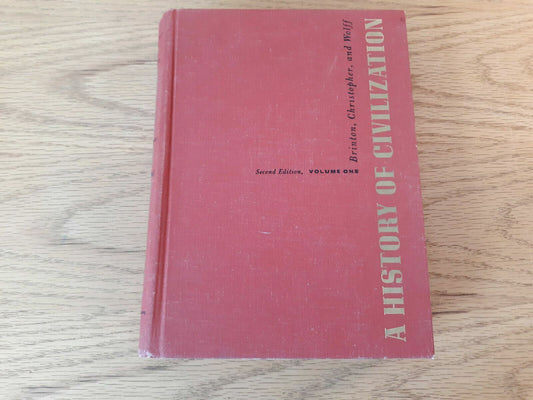 A HISTORY OF CIVILIZATION
Brinton, Christopher, and Wolff
Second Edition, VOLUME ONE